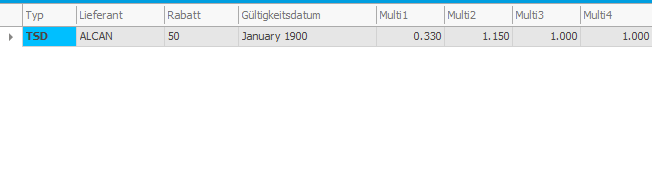 Typ Lieferant Rabatt Gültigkeitsdatum Multi1 Multi2 Multi3 Multi4
TSD ALCAN 50 January 1900 0.330 1.150 1.000 1.000